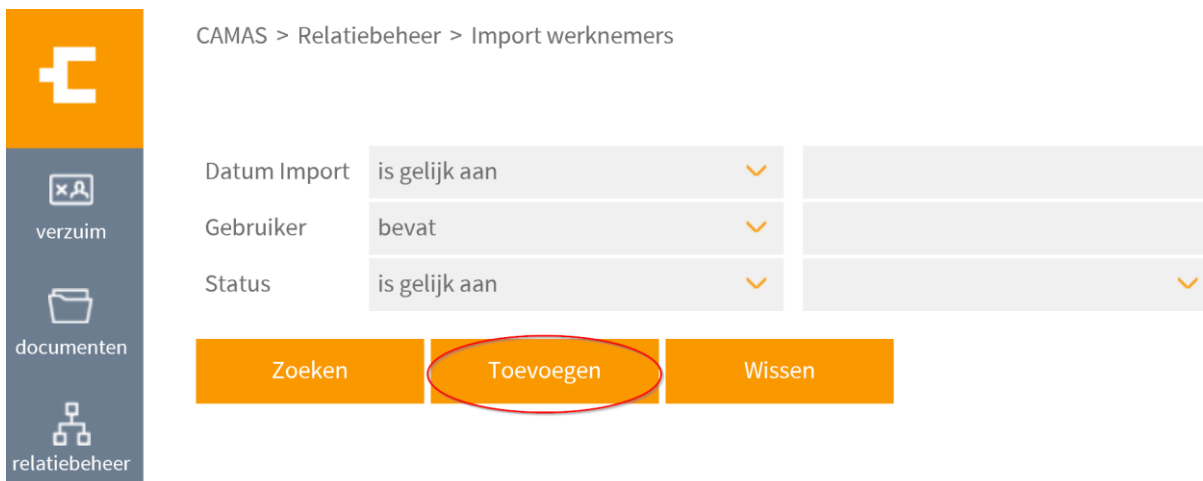 CAMAS > Relatiebeheer > Import werknemers
Datum Import is gelijk aan
Gebruiker bevat
Status is gelijk aan
Zoeken Toevoegen Wissen
verzuim
documenten
relatiebeheer